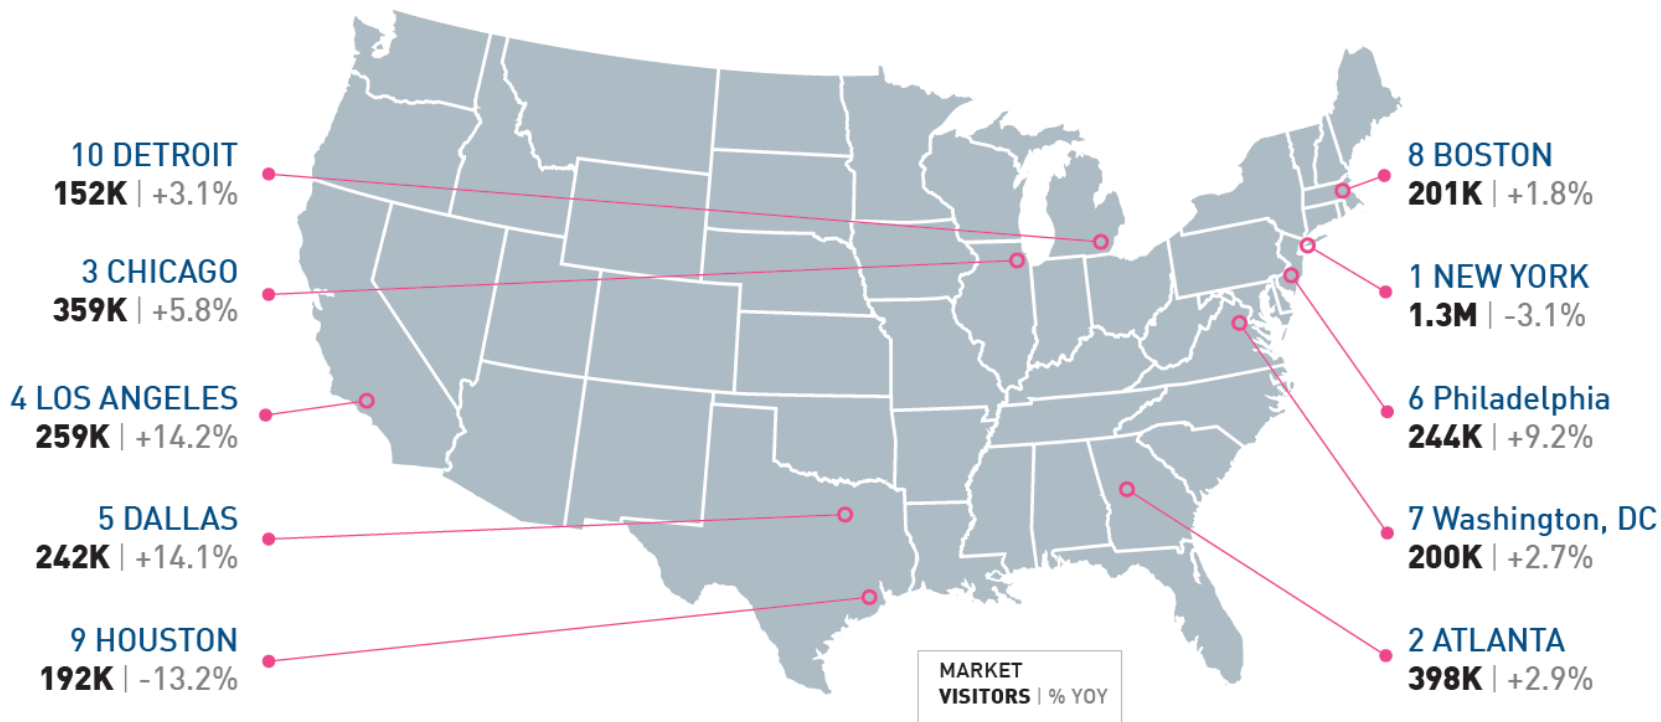 10 DETROIT
152K | +3.1%
3 CHICAGO
359K | +5.8%
4 LOS ANGELES
259K | +14.2%
5 DALLAS
242K | +14.1%
9 HOUSTON
192K | -13.2%
8 BOSTON
201K | +1.8%
1 NEW YORK
1.3M | -3.1%
6 Philadelphia
244K | +9.2%
7 Washington, DC
200K | +2.7%
2 ATLANTA
398K | +2.9%
MARKET
VISITORS | % YOY